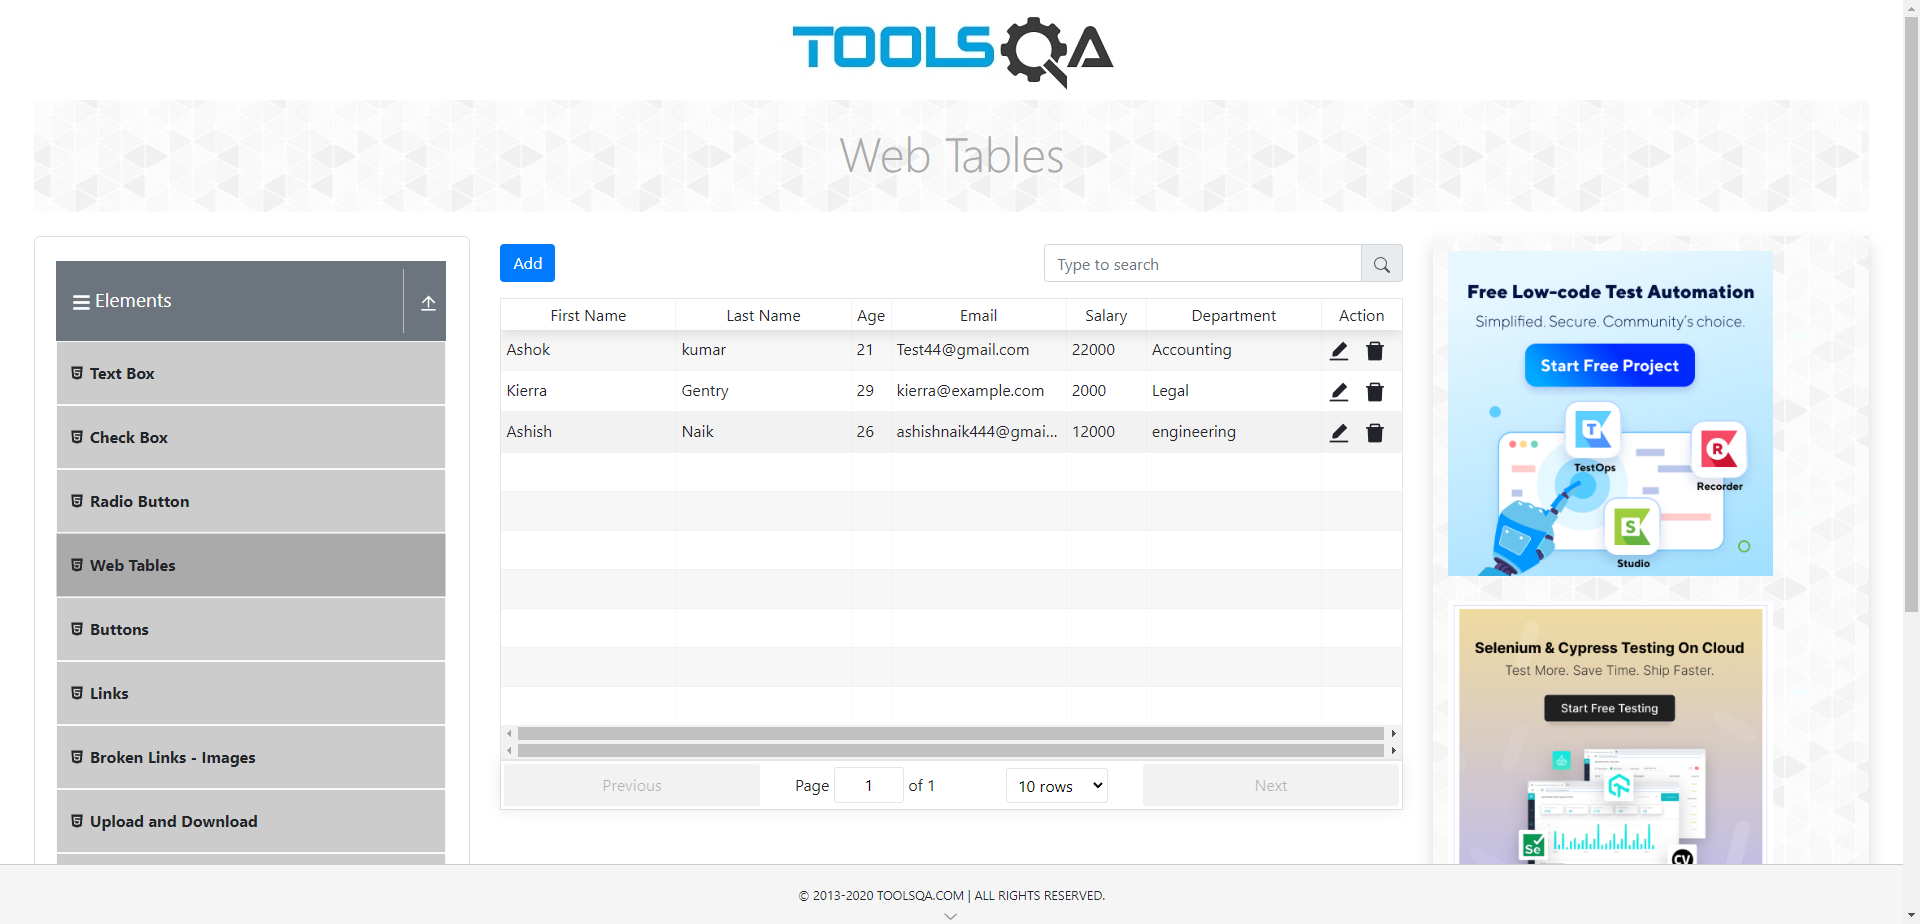 TOOLSQA
Web Tables
Elements
Text Box
Check Box
Radio Button
Web Tables
Buttons
Links
Broken Links - Images
Upload and Download
Add
Type to search
First Name Last Name Age Email Salary Department Action
Ashok kumar 21 Test44@gmail.com 22000 Accounting
Kierra Gentry 29 kierra@example.com 2000 Legal
Ashish Naik 26 ashishnaik444@gmai... 12000 engineering
Previous Page 1 of 1 10 rows Next
Free Low-code Test Automation
Simplified. Secure. Community's choice.
Start Free Project
T
TestOps
R
Recorder
S
Studio
Selenium & Cypress Testing On Cloud
Test More. Save Time. Ship Faster.
Start Free Testing
Se
CY
© 2013-2020 TOOLSQA.COM | ALL RIGHTS RESERVED.